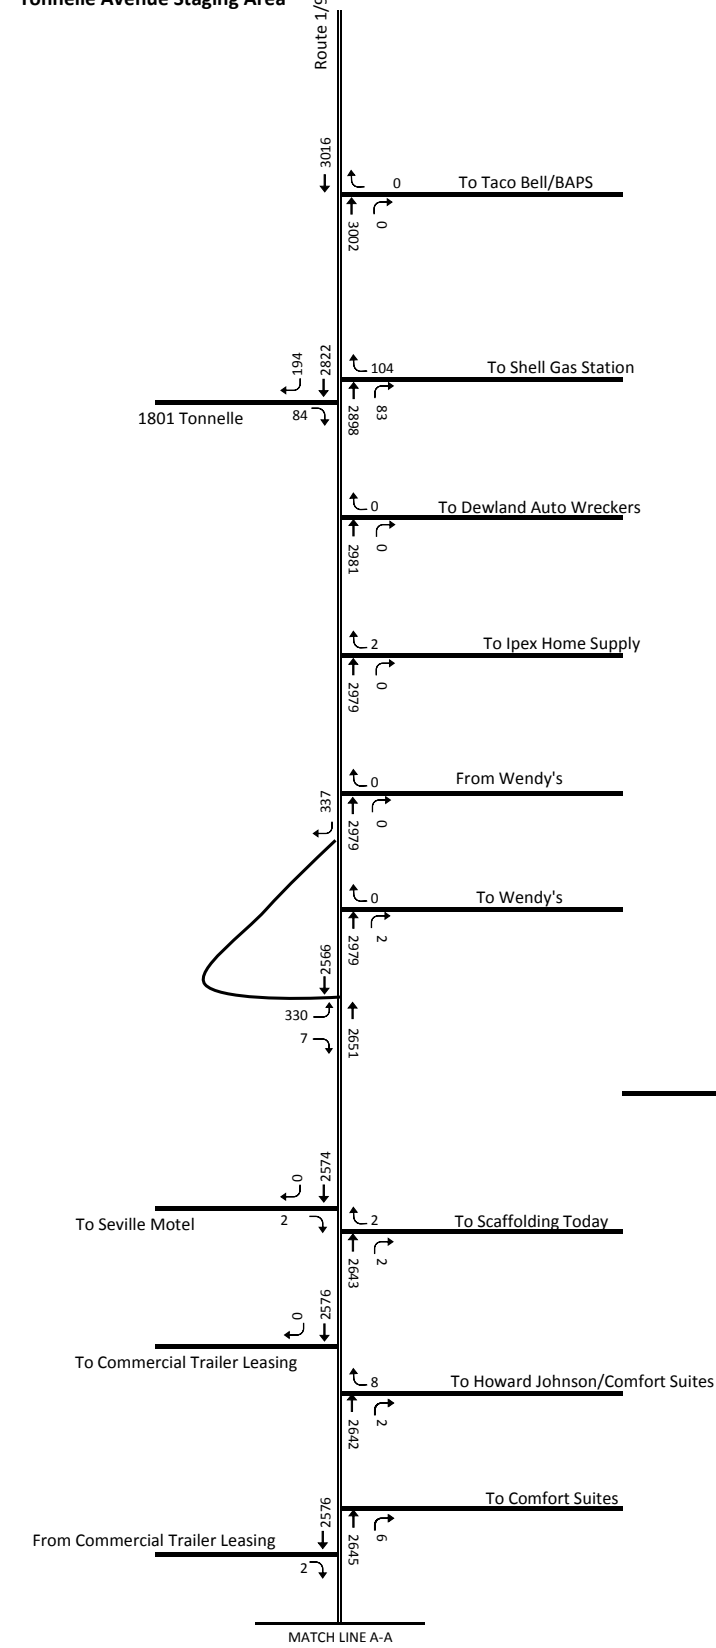 Tonnelle Avenue Staging Area
Route 1/9
3016
0
To Taco Bell/BAPS
3002
0
194
2822
104
To Shell Gas Station
1801 Tonnelle
84
2898
83
0
To Dewland Auto Wreckers
2981
0
2
To Ipex Home Supply
2979
0
337
0
From Wendy's
2979
0
0
To Wendy's
2979
2
2566
330
7
2651
0
2574
To Seville Motel
2
2
To Scaffolding Today
2643
2
0
2576
To Commercial Trailer Leasing
8
To Howard Johnson/Comfort Suites
2642
2
To Comfort Suites
2576
2645
6
From Commercial Trailer Leasing
2
MATCH LINE A-A